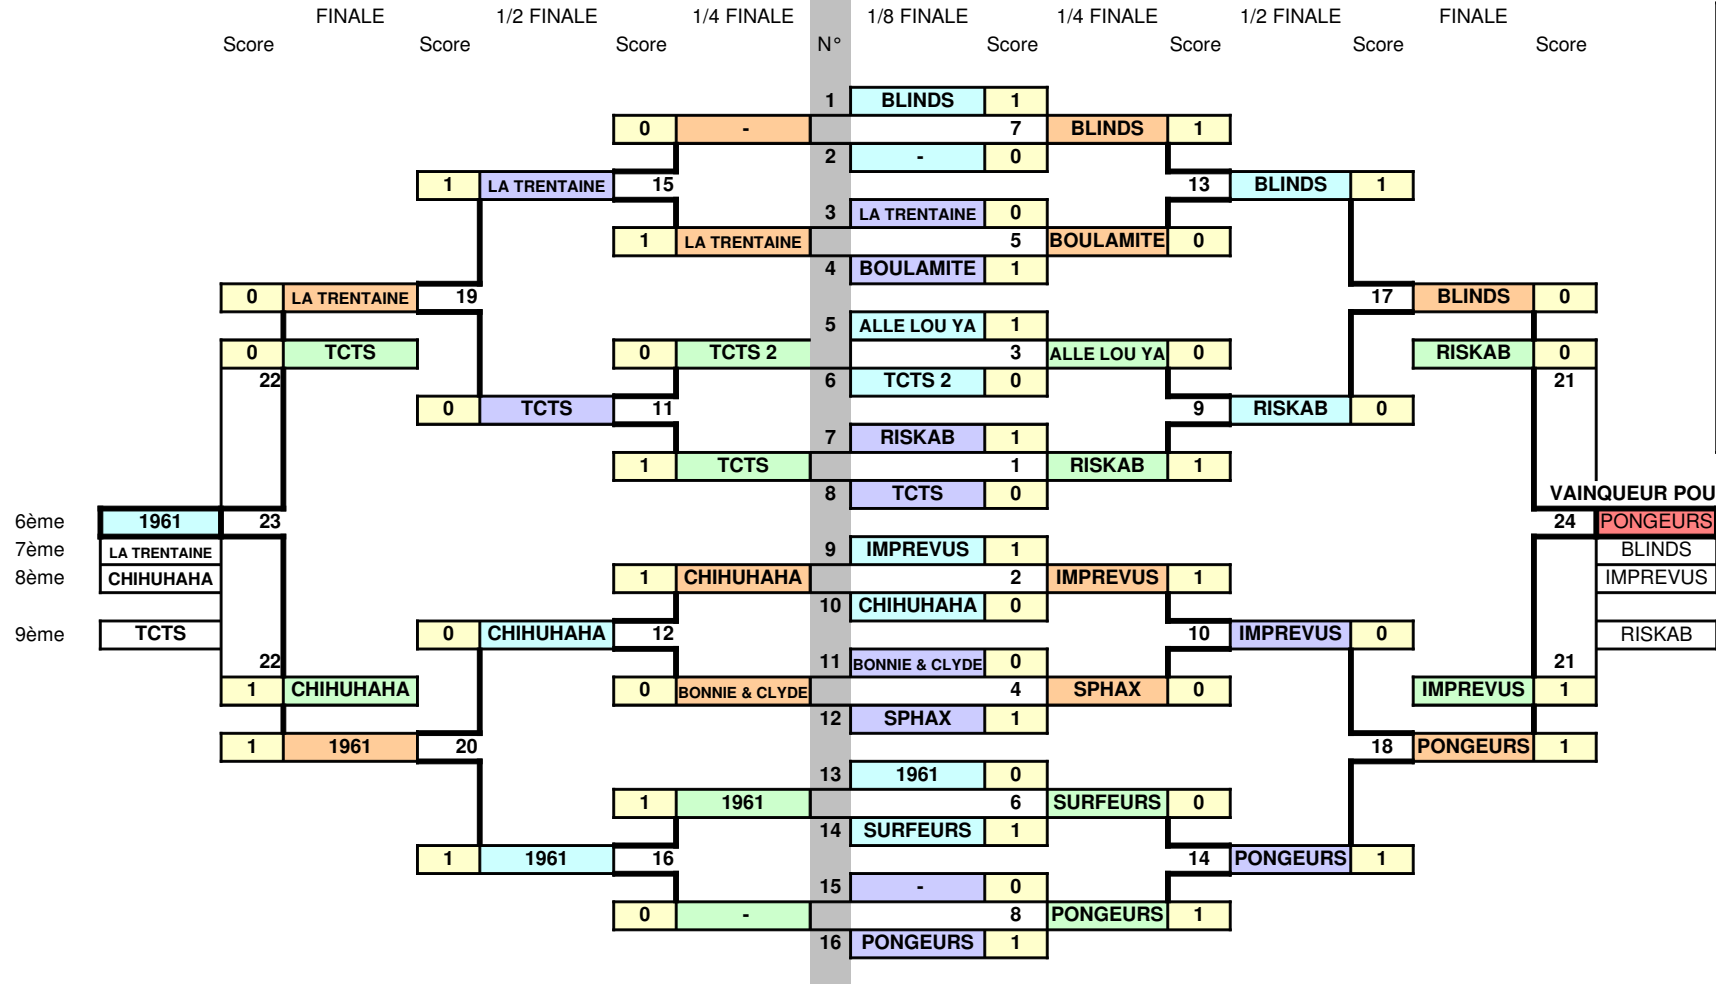 FINALE 1/2 FINALE 1/4 FINALE 1/8 FINALE 1/4 FINALE 1/2 FINALE FINALE
Score Score Score N° Score Score Score Score
1 BLINDS 1
0 - 7 BLINDS 1
2 - 0
1 LA TRENTAINE 15 13 BLINDS 1
3 LA TRENTAINE 0
1 LA TRENTAINE 5 BOULAMITE 0
4 BOULAMITE 1
0 LA TRENTAINE 19 17 BLINDS 0
5 ALLE LOU YA 1
0 TCTS 0 TCTS 2 3 ALLE LOU YA 0 RISKAB 0
22 6 TCTS 2 0 21
0 TCTS 11 9 RISKAB 0
7 RISKAB 1
1 TCTS 1 RISKAB 1
8 TCTS 0 VAINQUEUR POU
6ème 1961 23 24 PONGEURS
7ème LA TRENTAINE 9 IMPREVUS 1 BLINDS
8ème CHIHUHAHA 1 CHIHUHAHA 2 IMPREVUS 1 IMPREVUS
10 CHIHUHAHA 0
9ème TCTS 0 CHIHUHAHA 12 10 IMPREVUS 0 RISKAB
22 11 BONNIE & CLYDE 0 21
1 CHIHUHAHA 0 BONNIE & CLYDE 4 SPHAX 0 IMPREVUS 1
12 SPHAX 1
1 1961 20 18 PONGEURS 1
13 1961 0
1 1961 6 SURFEURS 0
14 SURFEURS 1
1 1961 16 14 PONGEURS 1
15 - 0
0 - 8 PONGEURS 1
16 PONGEURS 1